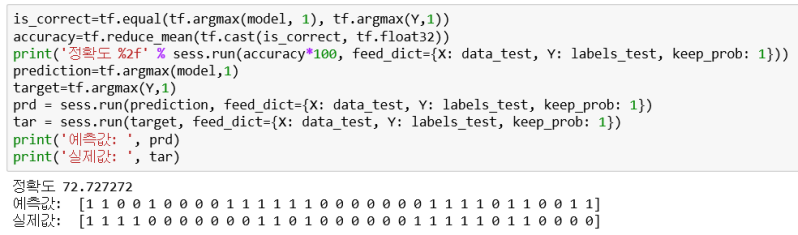 is_correct=tf.equal(tf.argmax(model, 1), tf.argmax(Y,1))
accuracy=tf.reduce_mean(tf.cast(is_correct, tf.float32))
print('정확도 %2f' % sess.run(accuracy*100, feed_dict={X: data_test, Y: labels_test, keep_prob: 1}))
prediction=tf.argmax(model,1)
target=tf.argmax(Y,1)
prd = sess.run(prediction, feed_dict={X: data_test, Y: labels_test, keep_prob: 1})
tar = sess.run(target, feed_dict={X: data_test, Y: labels_test, keep_prob: 1})
print('예측값: ', prd)
print('실제값: ', tar)
정확도 72.727272
예측값:  [1 1 0 0 1 0 0 0 0 1 1 1 1 1 1 0 0 0 0 0 0 0 1 1 1 1 0 1 1 0 0 1 1]
실제값:  [1 1 1 1 0 0 0 0 0 0 0 1 1 0 1 0 0 0 0 0 0 1 1 1 1 1 0 1 1 0 0 0 0]